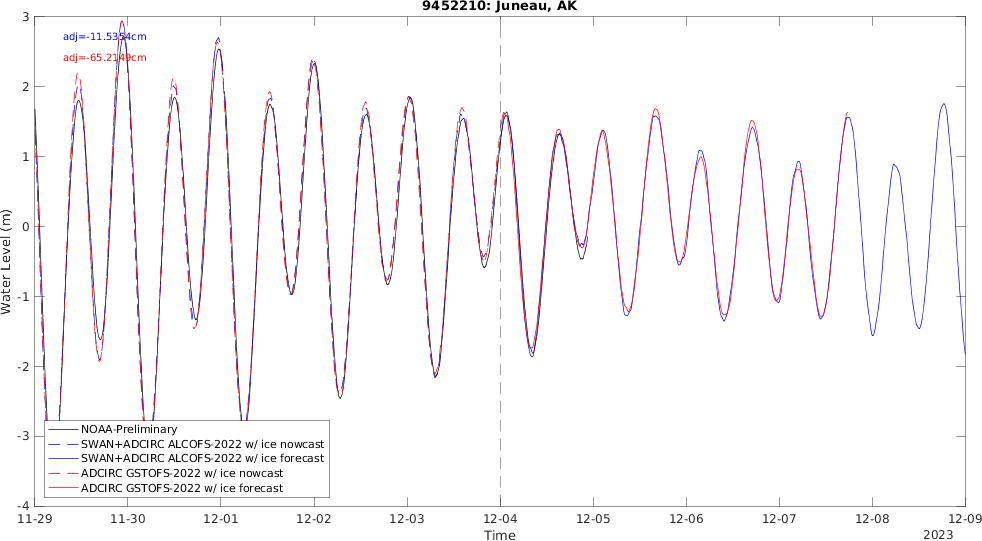 9452210: Juneau, AK
adj=-11.5354cm
adj=-65.2149cm
Water Level (m)
3
2
1
0
-1
-2
-3
-4
NOAA-Preliminary
SWAN+ADCIRC ALCOFS-2022 w/ ice nowcast
SWAN+ADCIRC ALCOFS-2022 w/ ice forecast
ADCIRC GSTOFS-2022 w/ ice nowcast
ADCIRC GSTOFS-2022 w/ ice forecast
11-29 11-30 12-01 12-02 12-03 12-04 12-05 12-06 12-07 12-08 12-09
Time
2023